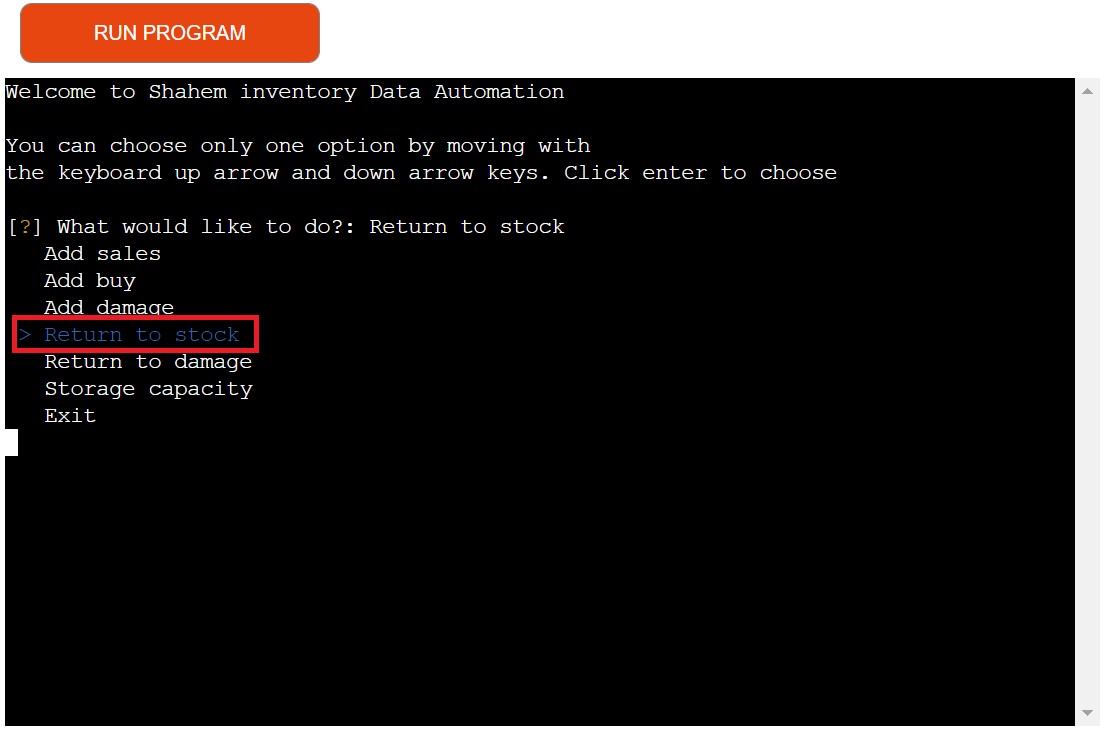 RUN PROGRAM
Welcome to Shahem inventory Data Automation
You can choose only one option by moving with
the keyboard up arrow and down arrow keys. Click enter to choose
[?] What would like to do?: Return to stock
Add sales
Add buy
Add damage
> Return to stock
Return to damage
Storage capacity
Exit